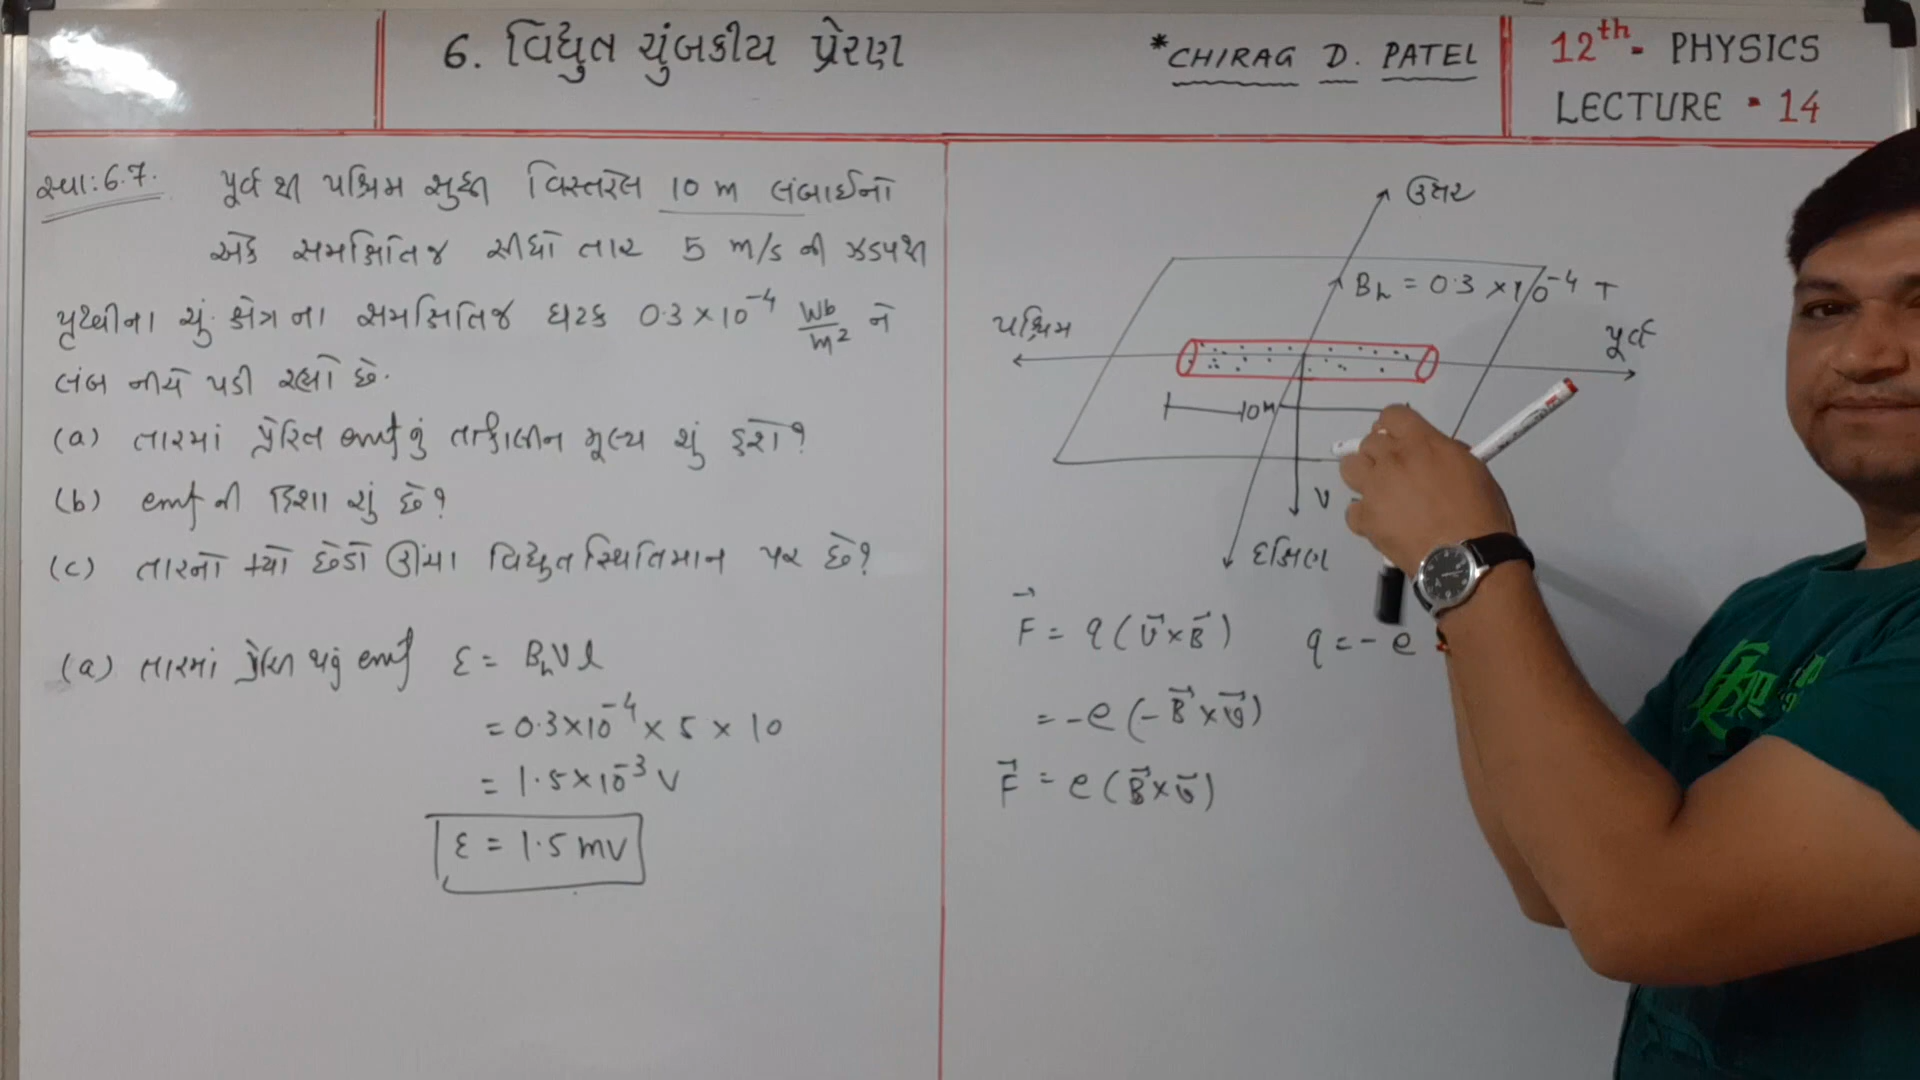 6. વિદ્યુત ચુંબકીય પ્રેરણ
*CHIRAG D. PATEL
12th - PHYSICS
LECTURE - 14
સ્વા: 6.7. પૂર્વ થી પશ્ચિમ સુધી વિસ્તરેલ 10 m લંબાઈનો
એક સમક્ષિતિજ સીધો તાર 5 m/s ની ઝડપથી
પૃથ્વીના ચું. ક્ષેત્રના સમક્ષિતિજ ઘટક 0.3 × 10⁻⁴ Wb/m² ને
લંબ નીચે પડી રહ્યો છે.
(a) તારમાં પ્રેરિત emf નું તાત્કાલીન મૂલ્ય શું હશે?
(b) emf ની દિશા શું છે?
(c) તારનો ક્યો છેડો ઊંચા વિદ્યુતસ્થિતિમાન પર છે?
(a) તારમાં પ્રેરિત થતું emf ε = Bₕ v l
= 0.3×10⁻⁴ × 5 × 10
= 1.5×10⁻³ V
ε = 1.5 mV
ઉત્તર
Bₕ = 0.3 × 10⁻⁴ T
પશ્ચિમ
પૂર્વ
10m
v
દક્ષિણ
F⃗ = q (v⃗ × B⃗) q = - e
= -e (-B⃗ × v⃗)
F⃗ = e (B⃗ × v⃗)